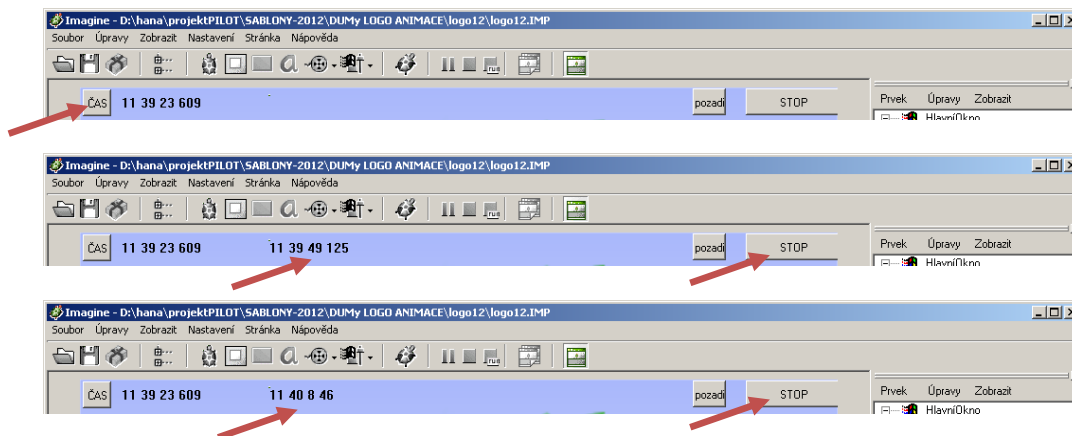 Imagine - D:\hana\projektPILOT\SABLONY-2012\DUMy LOGO ANIMACE\logo12\logo12.IMP
Soubor Úpravy Zobrazit Nastavení Stránka Nápověda
ČAS 11 39 23 609 pozadí STOP Prvek Úpravy Zobrazit
HlavníOkno
Imagine - D:\hana\projektPILOT\SABLONY-2012\DUMy LOGO ANIMACE\logo12\logo12.IMP
Soubor Úpravy Zobrazit Nastavení Stránka Nápověda
ČAS 11 39 23 609 11 39 49 125 pozadí STOP Prvek Úpravy Zobrazit
HlavníOkno
Imagine - D:\hana\projektPILOT\SABLONY-2012\DUMy LOGO ANIMACE\logo12\logo12.IMP
Soubor Úpravy Zobrazit Nastavení Stránka Nápověda
ČAS 11 39 23 609 11 40 8 46 pozadí STOP Prvek Úpravy Zobrazit
HlavníOkno